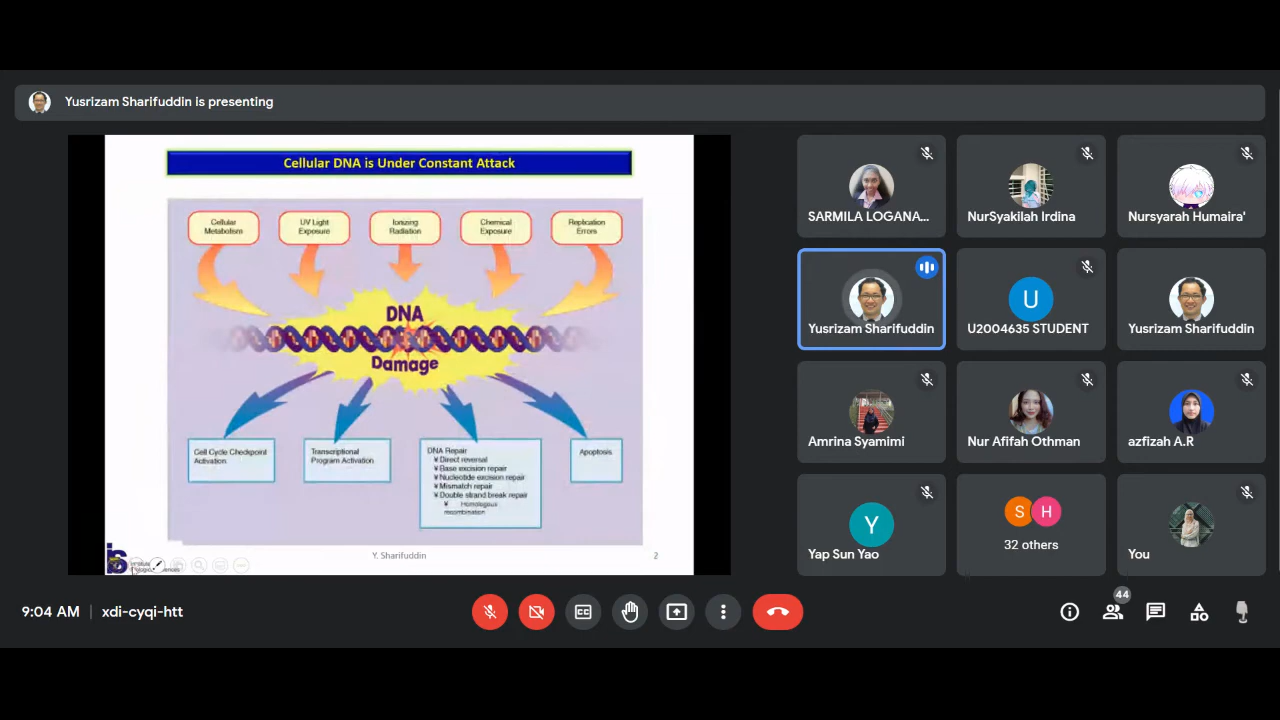 Yusrizam Sharifuddin is presenting
Cellular DNA is Under Constant Attack
Cellular
Metabolism
UV Light
Exposure
Ionizing
Radiation
Chemical
Exposure
Replication
Errors
DNA
Damage
Cell Cycle Checkpoint
Activation
Transcriptional
Program Activation
DNA Repair
¥ Direct reversal
¥ Base excision repair
¥ Nucleotide excision repair
¥ Mismatch repair
¥ Double strand break repair
¥ Homologous
recombination
Apoptosis
Y. Sharifuddin
2
SARMILA LOGANA...
NurSyakilah Irdina
Nursyarah Humaira'
Yusrizam Sharifuddin
U
U2004635 STUDENT
Yusrizam Sharifuddin
Amrina Syamimi
Nur Afifah Othman
azfizah A.R
Y
Yap Sun Yao
S
H
32 others
You
9:04 AM | xdi-cyqi-htt
44